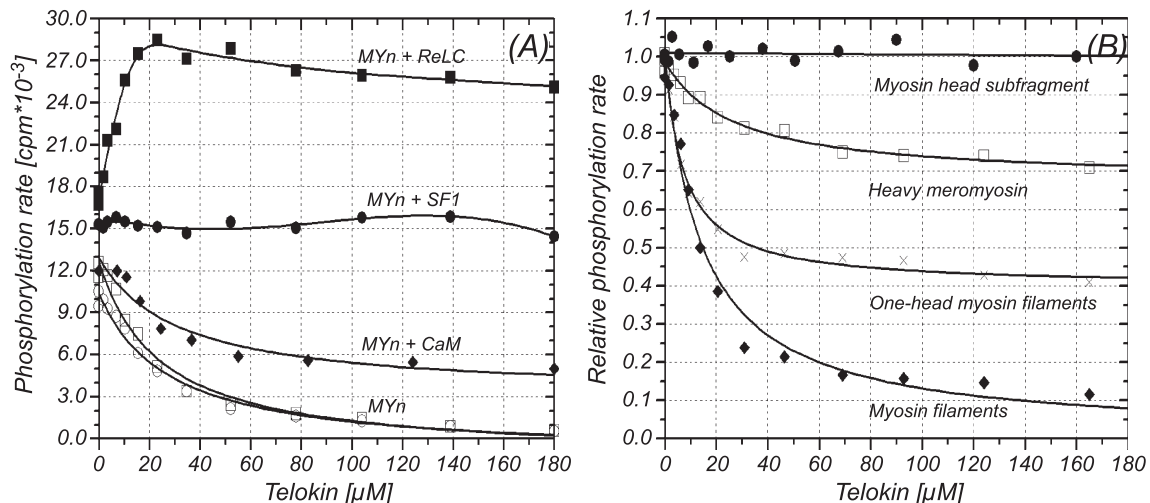 Phosphorylation rate [cpm*10⁻³]
30.0
27.0
24.0
21.0
18.0
15.0
12.0
9.0
6.0
3.0
0.0
(A)
MYn + ReLC
MYn + SF1
MYn + CaM
MYn
0 20 40 60 80 100 120 140 160 180
Telokin [µM]
Relative phosphorylation rate
1.1
1.0
0.9
0.8
0.7
0.6
0.5
0.4
0.3
0.2
0.1
0.0
(B)
Myosin head subfragment
Heavy meromyosin
One-head myosin filaments
Myosin filaments
0 20 40 60 80 100 120 140 160 180
Telokin [µM]